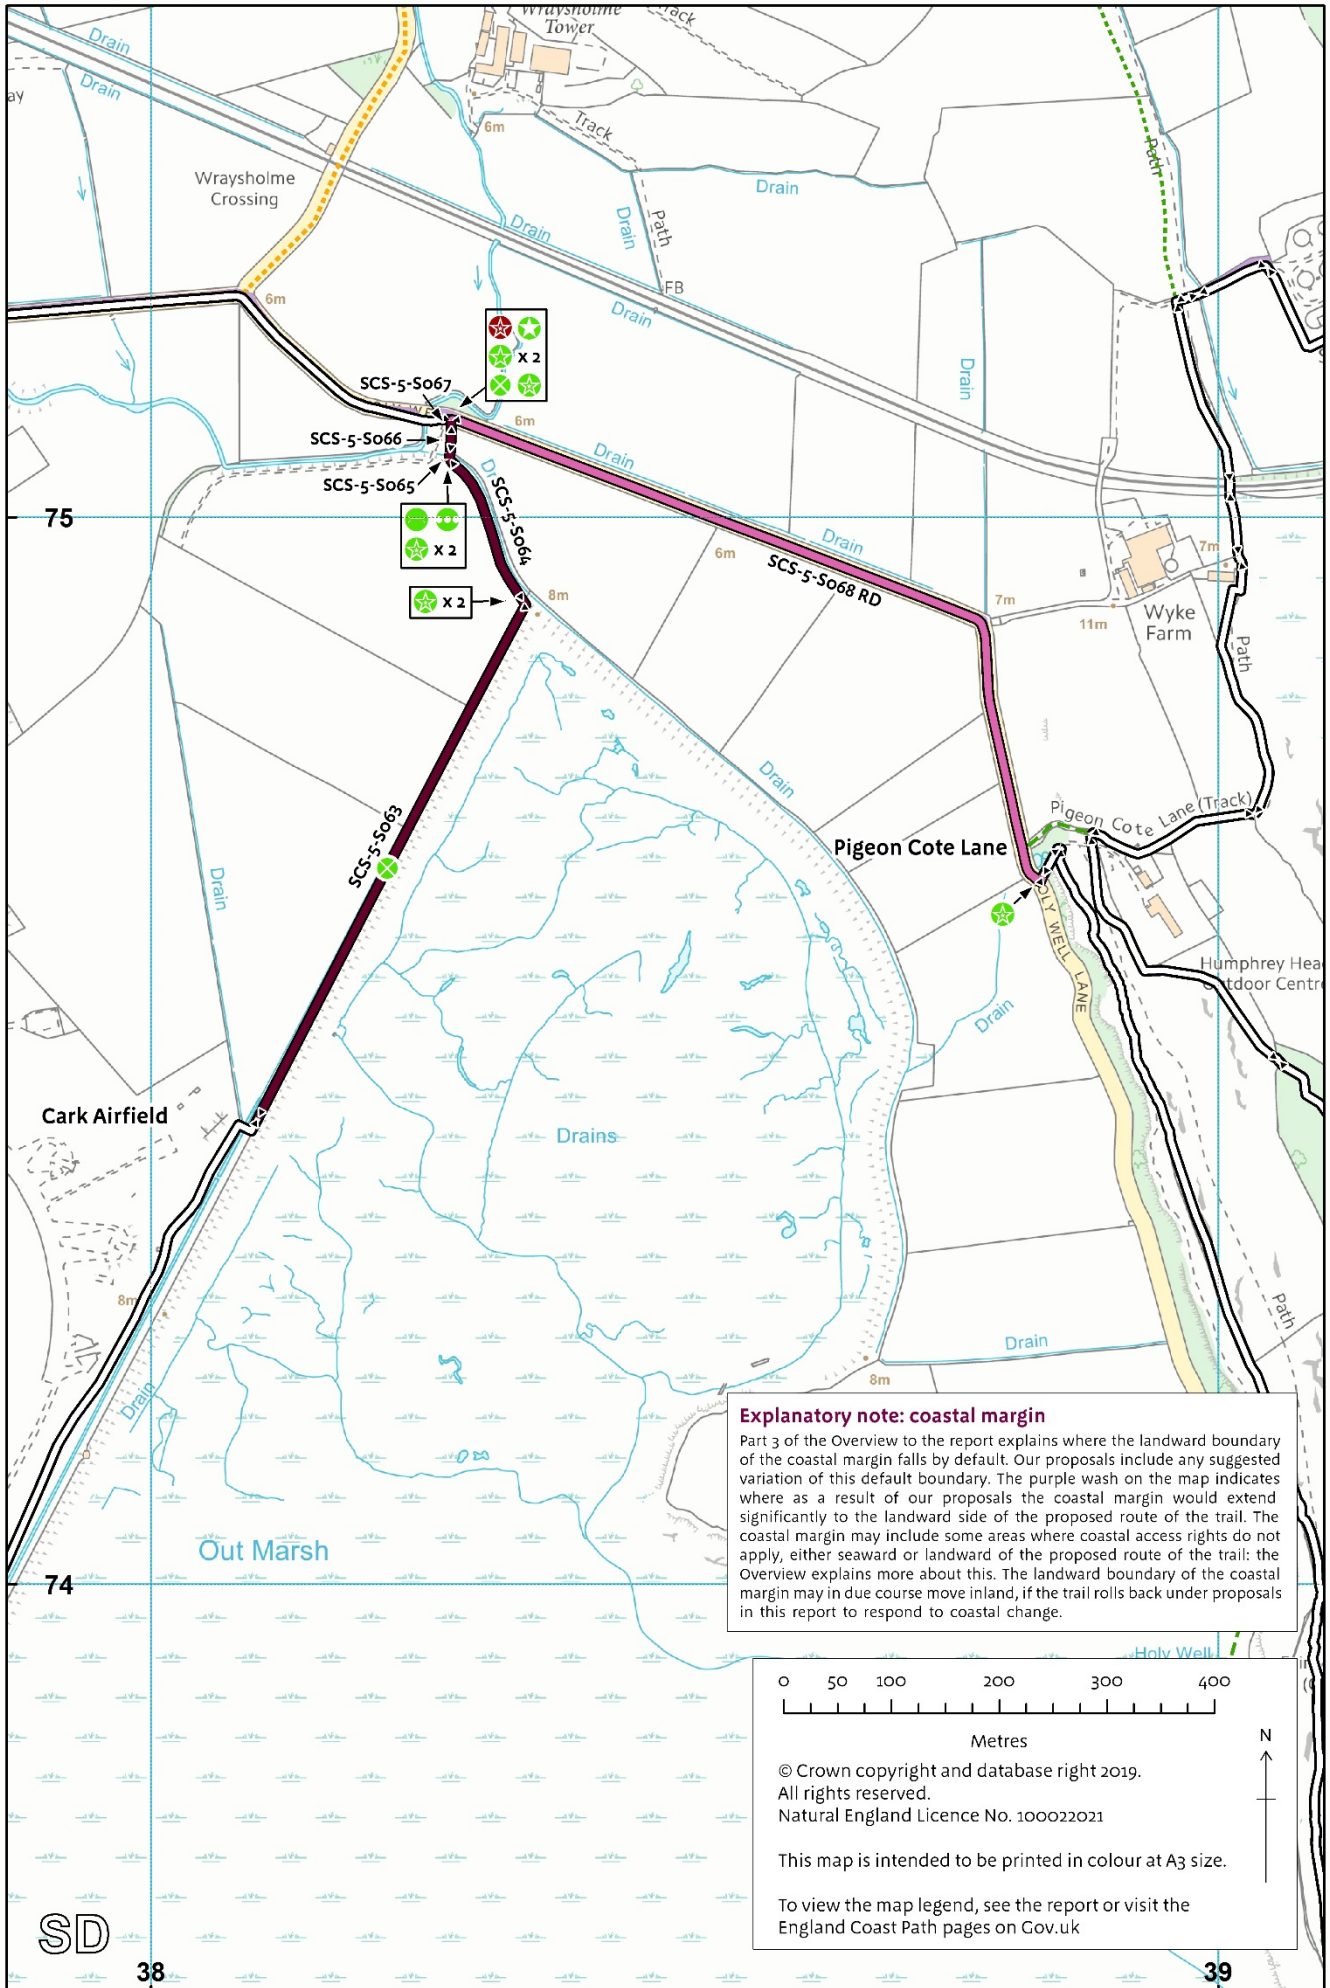 Wraysholme
Tower
Track
Drain
Drain
ay
6m
Track
Path
Wraysholme
Crossing
Drain
Drain
Drain
Path
6m
FB
Drain
SCS-5-S067
X 2
Drain
6m
SCS-5-S066
Drain
SCS-5-S065
SCS-5-S064
75
X 2
Drain
7m
6m
SCS-5-S068 RD
X 2
8m
7m
Wyke
Farm
11m
Path
Drain
Pigeon Cote Lane (Track)
SCS-5-S063
Pigeon Cote Lane
Drain
HOLY WELL LANE
Humphrey Hea
Outdoor Centre
Drain
Cark Airfield
Drains
8m
Path
Drain
8m
Drain
Explanatory note: coastal margin
Part 3 of the Overview to the report explains where the landward boundary
of the coastal margin falls by default. Our proposals include any suggested
variation of this default boundary. The purple wash on the map indicates
where as a result of our proposals the coastal margin would extend
significantly to the landward side of the proposed route of the trail. The
coastal margin may include some areas where coastal access rights do not
apply, either seaward or landward of the proposed route of the trail: the
Overview explains more about this. The landward boundary of the coastal
margin may in due course move inland, if the trail rolls back under proposals
in this report to respond to coastal change.
Out Marsh
74
Holy Well
0 50 100 200 300 400
Metres
N
© Crown copyright and database right 2019.
All rights reserved.
Natural England Licence No. 100022021
This map is intended to be printed in colour at A3 size.
To view the map legend, see the report or visit the
England Coast Path pages on Gov.uk
SD
38
39